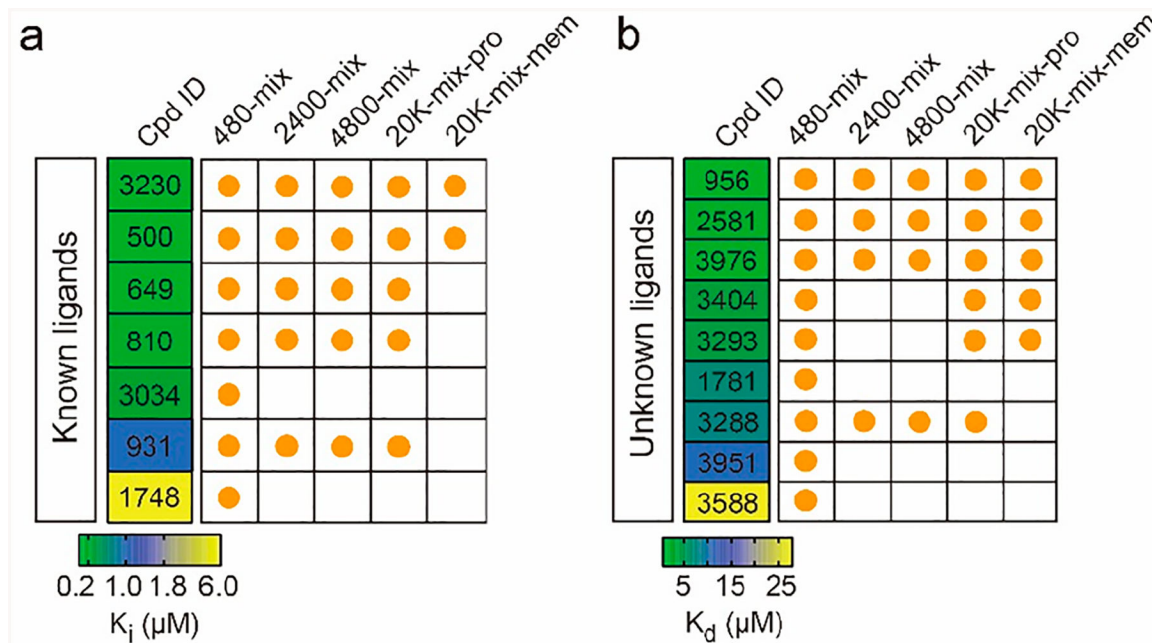 a
Cpd ID
480-mix
2400-mix
4800-mix
20K-mix-pro
20K-mix-mem
Known ligands
3230
500
649
810
3034
931
1748
0.2 1.0 1.8 6.0
Ki (μM)
b
Cpd ID
480-mix
2400-mix
4800-mix
20K-mix-pro
20K-mix-mem
Unknown ligands
956
2581
3976
3404
3293
1781
3288
3951
3588
5 15 25
Kd (μM)